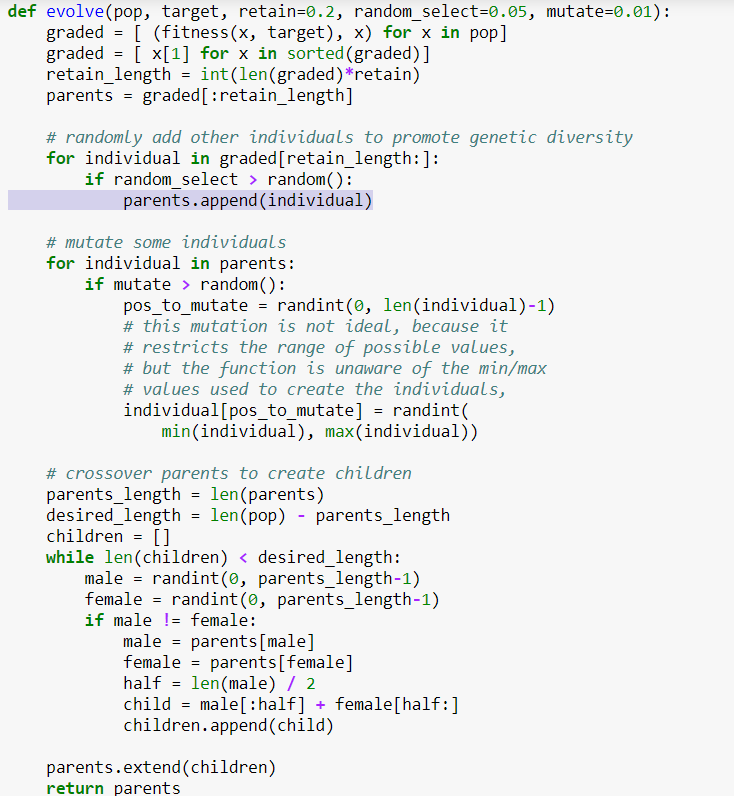 def evolve(pop, target, retain=0.2, random_select=0.05, mutate=0.01):
    graded = [ (fitness(x, target), x) for x in pop]
    graded = [ x[1] for x in sorted(graded)]
    retain_length = int(len(graded)*retain)
    parents = graded[:retain_length]

    # randomly add other individuals to promote genetic diversity
    for individual in graded[retain_length:]:
        if random_select > random():
            parents.append(individual)

    # mutate some individuals
    for individual in parents:
        if mutate > random():
            pos_to_mutate = randint(0, len(individual)-1)
            # this mutation is not ideal, because it
            # restricts the range of possible values,
            # but the function is unaware of the min/max
            # values used to create the individuals,
            individual[pos_to_mutate] = randint(
                min(individual), max(individual))

    # crossover parents to create children
    parents_length = len(parents)
    desired_length = len(pop) - parents_length
    children = []
    while len(children) < desired_length:
        male = randint(0, parents_length-1)
        female = randint(0, parents_length-1)
        if male != female:
            male = parents[male]
            female = parents[female]
            half = len(male) / 2
            child = male[:half] + female[half:]
            children.append(child)

    parents.extend(children)
    return parents